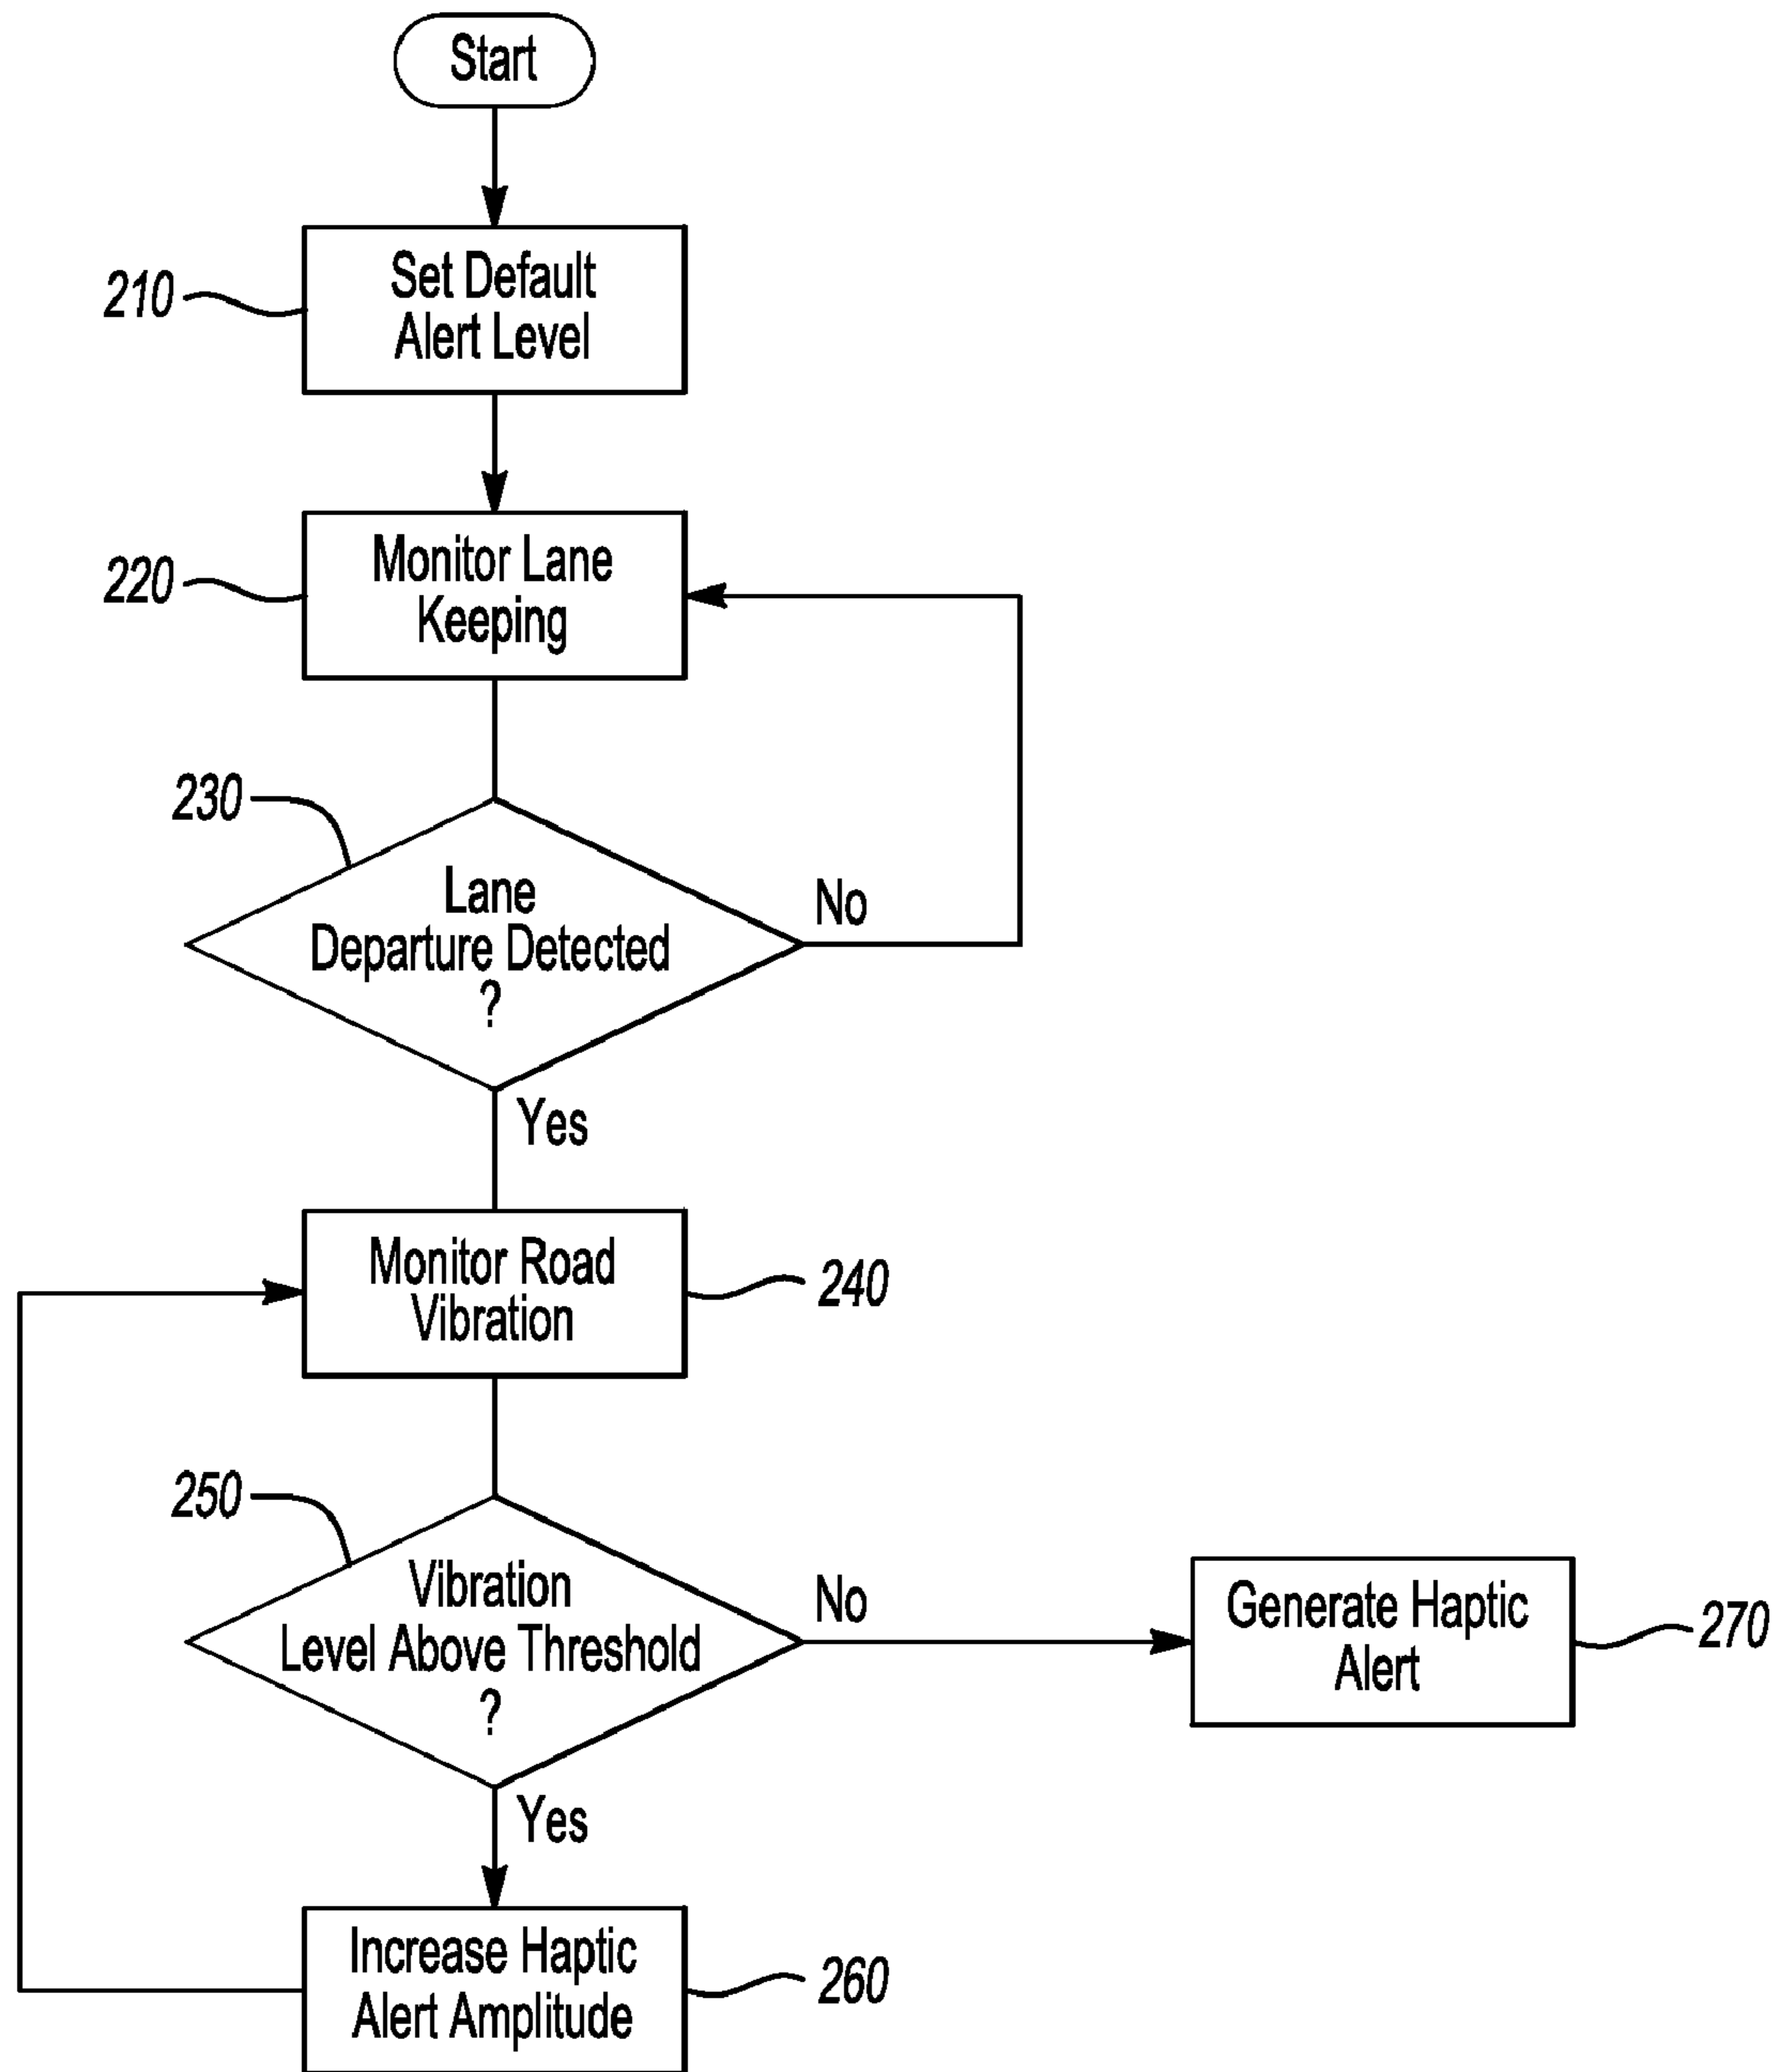 Start
210
Set Default
Alert Level
220
Monitor Lane
Keeping
230
Lane
Departure Detected
?
No
Yes
Monitor Road
Vibration
240
250
Vibration
Level Above Threshold
?
No
Generate Haptic
Alert
270
Yes
Increase Haptic
Alert Amplitude
260